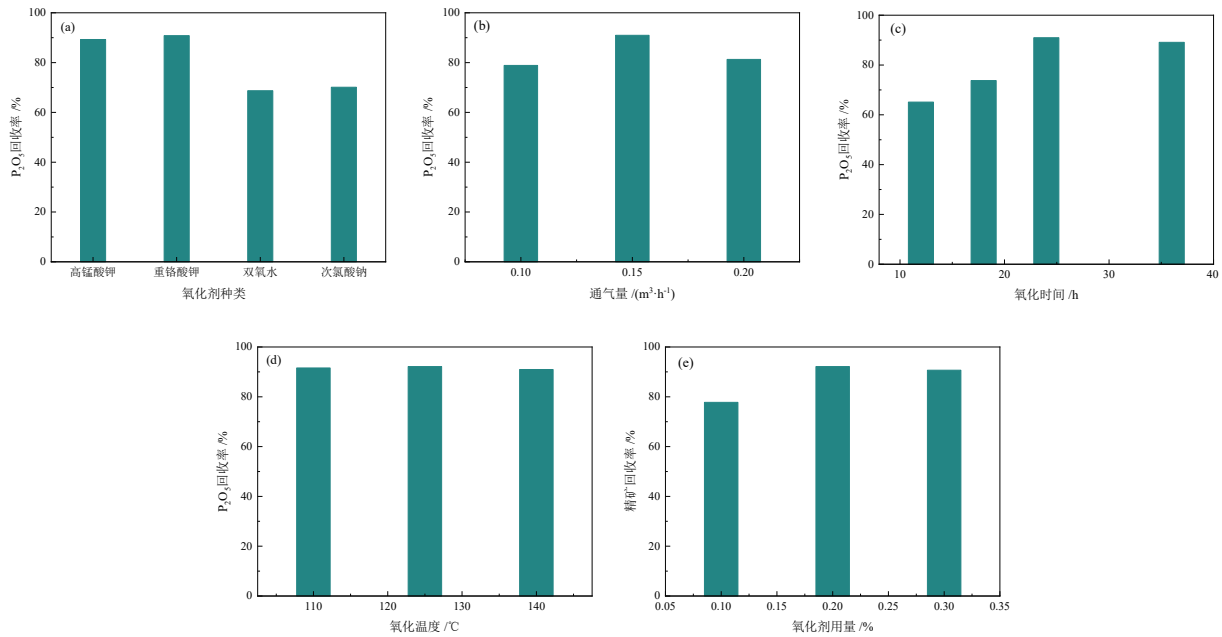 (a)
P₂O₅回收率 /%
100
80
60
40
20
0
高锰酸钾 重铬酸钾 双氧水 次氯酸钠
氧化剂种类
(b)
P₂O₅回收率 /%
100
80
60
40
20
0
0.10 0.15 0.20
通气量 /(m³·h⁻¹)
(c)
P₂O₅回收率 /%
100
80
60
40
20
0
10 20 30 40
氧化时间 /h
(d)
P₂O₅回收率 /%
100
80
60
40
20
0
110 120 130 140
氧化温度 /℃
(e)
精矿回收率 /%
100
80
60
40
20
0
0.05 0.10 0.15 0.20 0.25 0.30 0.35
氧化剂用量 /%